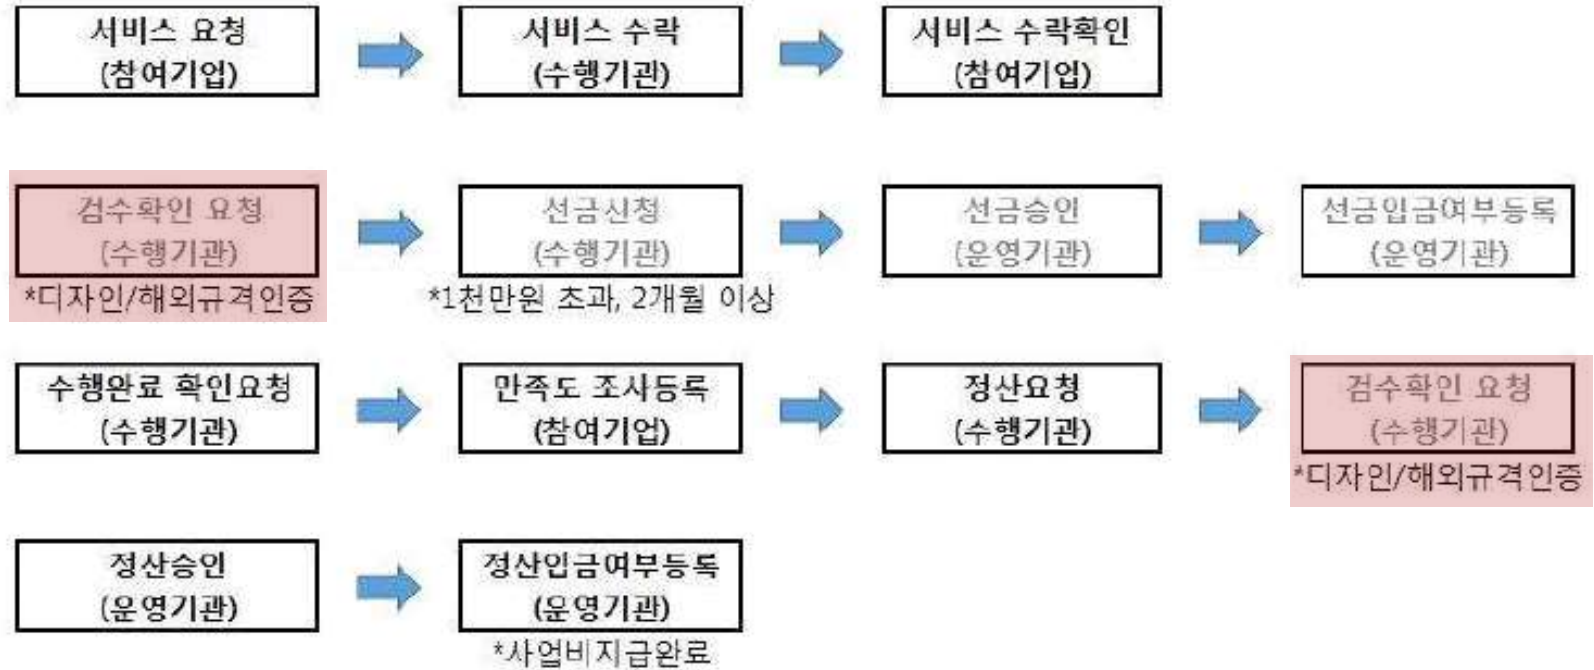 서비스 요청
(참여기업)
서비스 수락
(수행기관)
서비스 수락확인
(참여기업)
검수확인 요청
(수행기관)
*디자인/해외규격인증
선금신청
(수행기관)
*1천만원 초과, 2개월 이상
선금승인
(운영기관)
선금입금여부등록
(운영기관)
수행완료 확인요청
(수행기관)
만족도 조사등록
(참여기업)
정산요청
(수행기관)
검수확인 요청
(수행기관)
*디자인/해외규격인증
정산승인
(운영기관)
정산입금여부등록
(운영기관)
*사업비지급완료